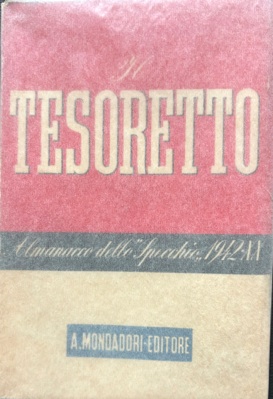 Il
TESORETTO
Almanacco dello "Specchio„ 1942·XX
A. MONDADORI-EDITORE